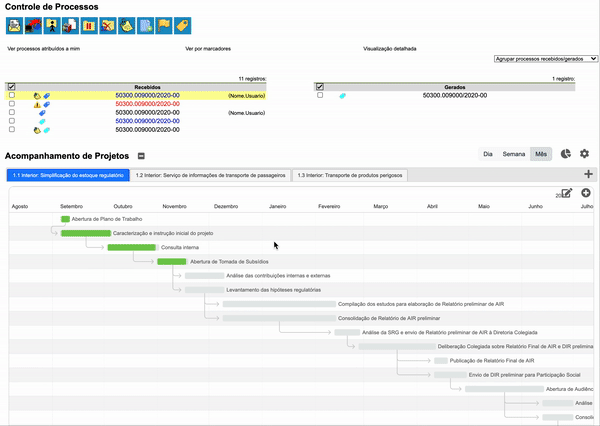 Controle de Processos
Ver processos atribuídos a mim
Ver por marcadores
Visualização detalhada
Agrupar processos recebidos/gerados
11 registros:
1 registro:
Recebidos
Gerados
50300.009000/2020-00 (Nome.Usuario)
50300.009000/2020-00
50300.009000/2020-00
50300.009000/2020-00 (Nome.Usuario)
50300.009000/2020-00
50300.009000/2020-00
Acompanhamento de Projetos
Dia Semana Mês
1.1 Interior: Simplificação do estoque regulatório
1.2 Interior: Serviço de informações de transporte de passageiros
1.3 Interior: Transporte de produtos perigosos
Agosto Setembro Outubro Novembro Dezembro Janeiro Fevereiro Março Abril Maio Junho Julho
Abertura de Plano de Trabalho
Caracterização e instrução inicial do projeto
Consulta interna
Abertura de Tomada de Subsídios
Análise das contribuições internas e externas
Levantamento das hipóteses regulatórias
Compilação dos estudos para elaboração de Relatório preliminar de AIR
Consolidação de Relatório de AIR preliminar
Análise da SRG e envio de Relatório preliminar de AIR à Diretoria Colegiada
Deliberação Colegiada sobre Relatório Final de AIR e DIR prelimina
Publicação de Relatório Final de AIR
Envio de DIR preliminar para Participação Social
Abertura de Audiênc
Análise
Consoli